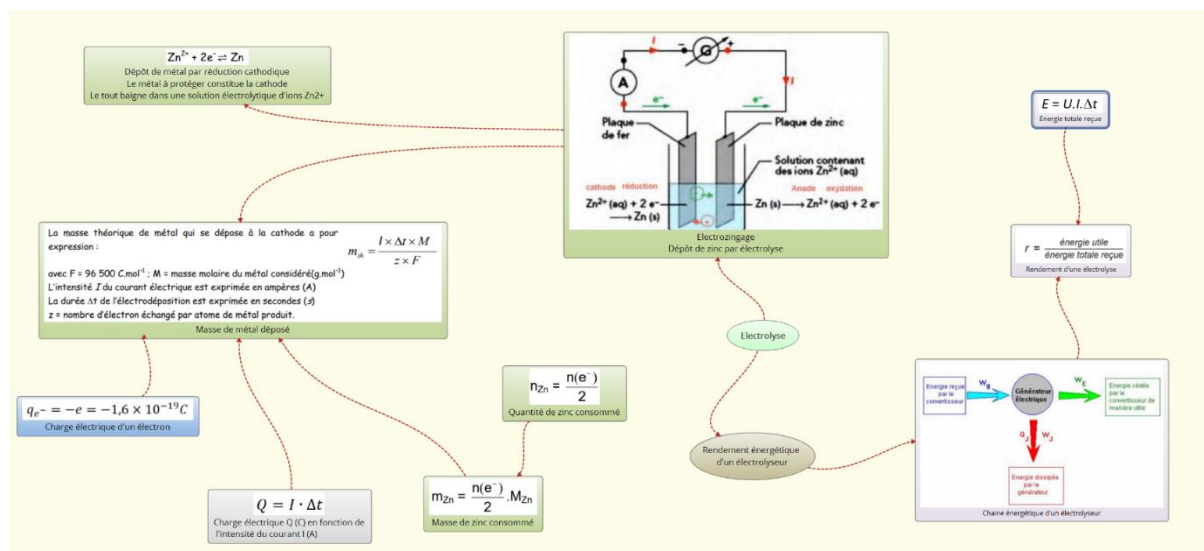 Zn²⁺ + 2e⁻ ⇌ Zn
Dépôt de métal par réduction cathodique
Le métal à protéger constitue la cathode
Le tout baigne dans une solution électrolytique d'ions Zn2+
I
−
G
+
A
I
e⁻
e⁻
Plaque
de fer
Plaque de zinc
Solution contenant
des ions Zn²⁺ (aq)
cathode réduction
Anode oxydation
Zn²⁺ (aq) + 2 e⁻
⟶ Zn (s)
Zn (s) ⟶ Zn²⁺ (aq) + 2 e⁻
Electrozingage
Dépôt de zinc par électrolyse
E = U.I.Δt
Energie totale reçue
r = énergie utile / énergie totale reçue
Rendement d'une électrolyse
La masse théorique de métal qui se dépose à la cathode a pour
expression :
m_th = I × Δt × M / z × F
avec F = 96 500 C.mol⁻¹ ; M = masse molaire du métal considéré(g.mol⁻¹)
L'intensité I du courant électrique est exprimée en ampères (A)
La durée Δt de l'électrodéposition est exprimée en secondes (s)
z = nombre d'électron échangé par atome de métal produit.
Masse de métal déposé
Electrolyse
n_Zn = n(e⁻) / 2
Quantité de zinc consommé
q_e⁻ = −e = −1,6 × 10⁻¹⁹C
Charge électrique d'un électron
Rendement énergétique
d'un électrolyseur
Energie reçue
par le
convertisseur
W_g
Générateur
électrique
W_E
Energie cédée
par le
convertisseur de
manière utile
Q_J
W_J
Energie dissipée
par le
générateur
Chaine énergétique d'un électrolyseur
m_Zn = n(e⁻) / 2 .M_Zn
Masse de zinc consommé
Q = I · Δt
Charge électrique Q (C) en fonction de
l'intensité du courant I (A)